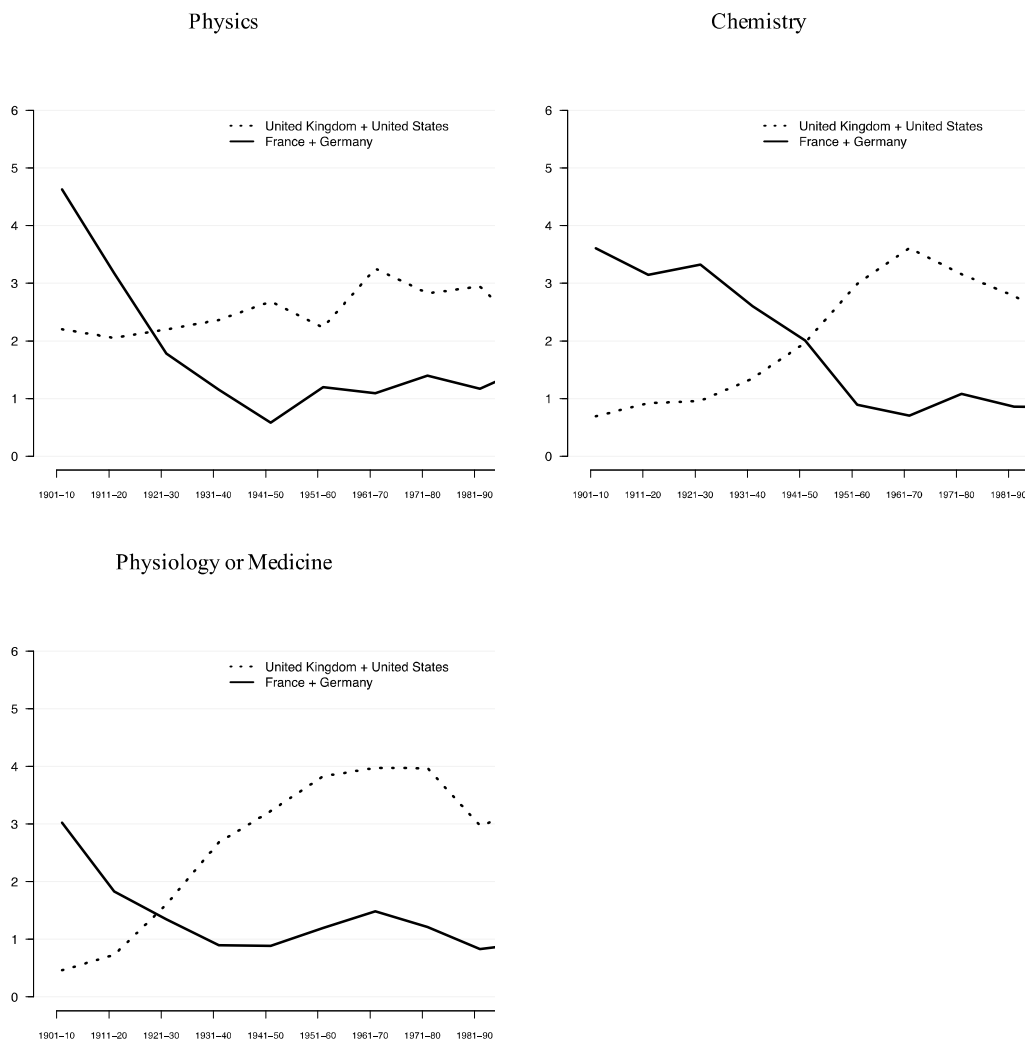 Physics
6
United Kingdom + United States
France + Germany
5
4
3
2
1
0
1901–10 1911–20 1921–30 1931–40 1941–50 1951–60 1961–70 1971–80 1981–90
Chemistry
6
United Kingdom + United States
France + Germany
5
4
3
2
1
0
1901–10 1911–20 1921–30 1931–40 1941–50 1951–60 1961–70 1971–80 1981–90
Physiology or Medicine
6
United Kingdom + United States
France + Germany
5
4
3
2
1
0
1901–10 1911–20 1921–30 1931–40 1941–50 1951–60 1961–70 1971–80 1981–90